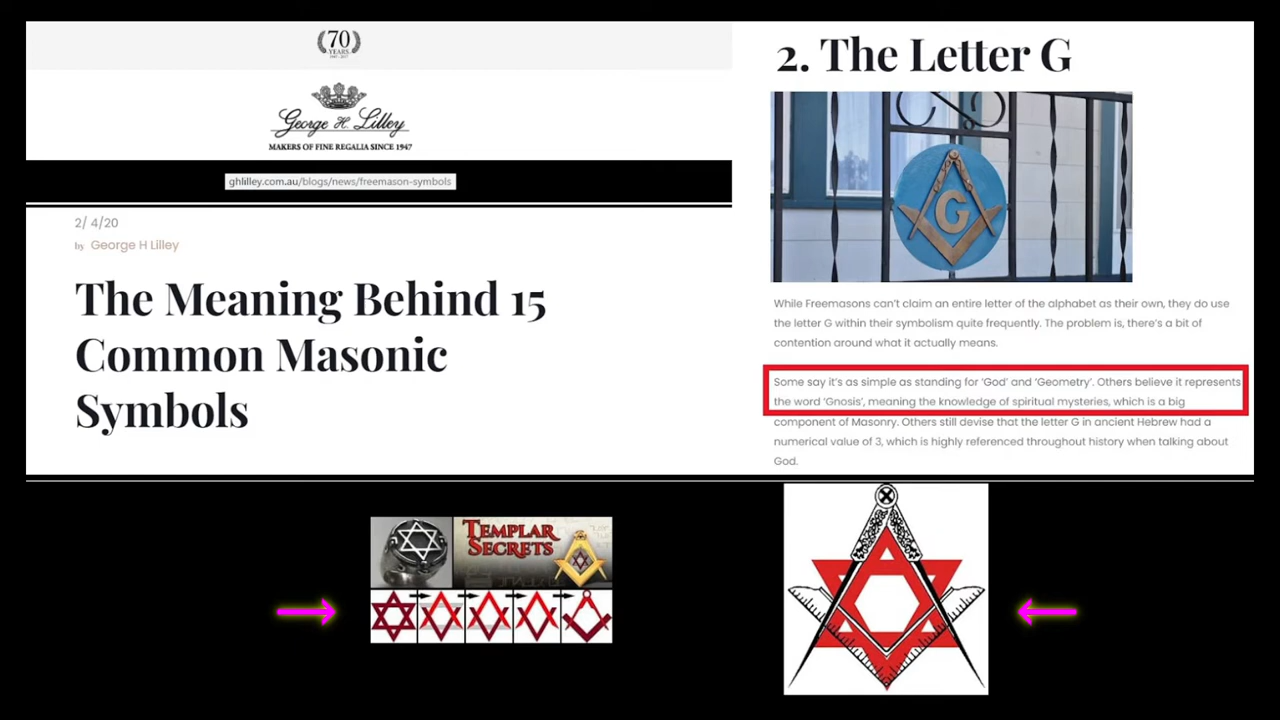 70
YEARS
George H. Lilley
MAKERS OF FINE REGALIA SINCE 1947
ghlilley.com.au/blogs/news/freemason-symbols
2/ 4/20
by George H Lilley
The Meaning Behind 15
Common Masonic
Symbols
2. The Letter G
G
While Freemasons can't claim an entire letter of the alphabet as their own, they do use
the letter G within their symbolism quite frequently. The problem is, there's a bit of
contention around what it actually means.
Some say it's as simple as standing for 'God' and 'Geometry'. Others believe it represents
the word 'Gnosis', meaning the knowledge of spiritual mysteries, which is a big
component of Masonry. Others still devise that the letter G in ancient Hebrew had a
numerical value of 3, which is highly referenced throughout history when talking about
God.
TEMPLAR
SECRETS